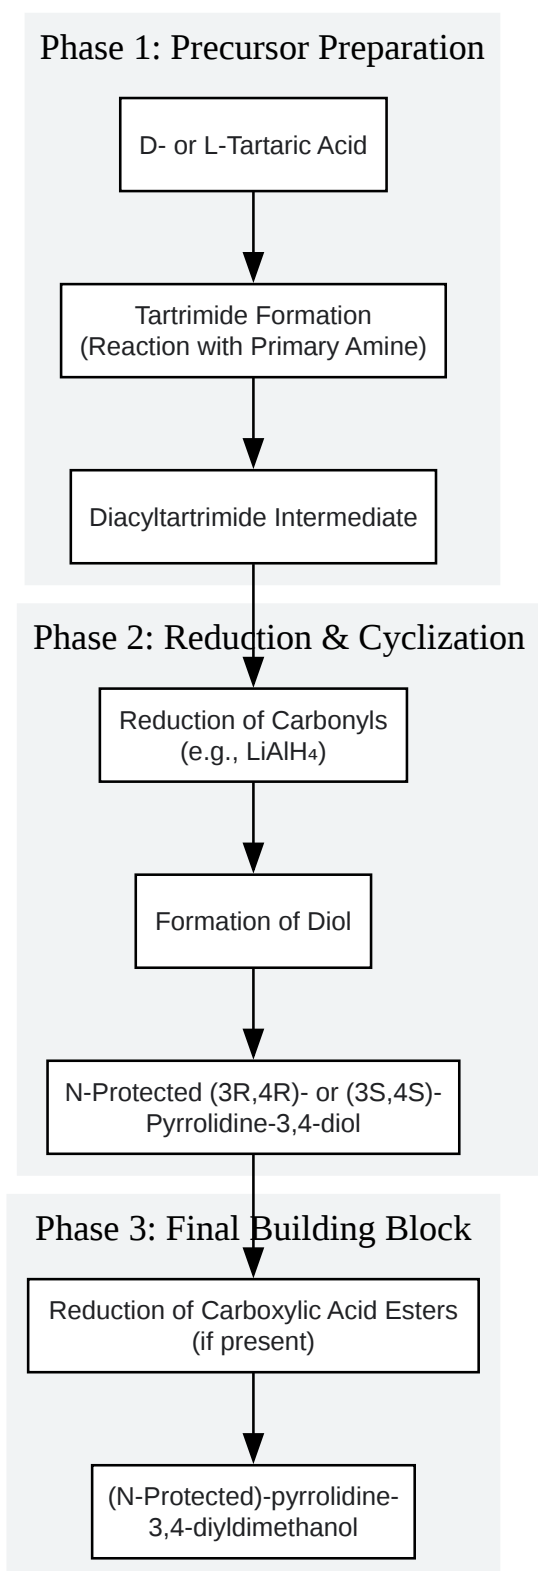 Phase 1: Precursor Preparation
D- or L-Tartaric Acid
Tartrimide Formation
(Reaction with Primary Amine)
Diacyltartrimide Intermediate
Phase 2: Reduction & Cyclization
Reduction of Carbonyls
(e.g., LiAlH₄)
Formation of Diol
N-Protected (3R,4R)- or (3S,4S)-
Pyrrolidine-3,4-diol
Phase 3: Final Building Block
Reduction of Carboxylic Acid Esters
(if present)
(N-Protected)-pyrrolidine-
3,4-diyldimethanol